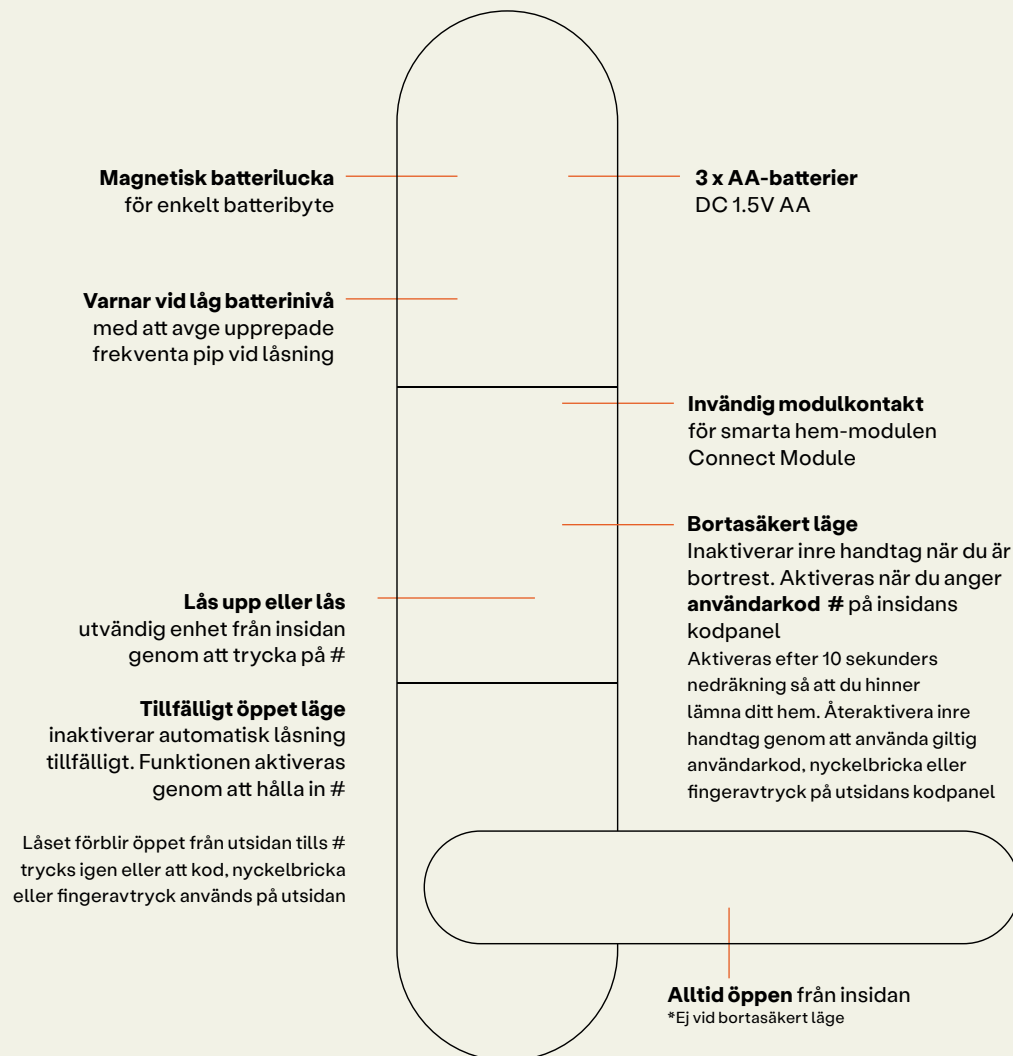 Magnetisk batterilucka
för enkelt batteribyte
3 x AA-batterier
DC 1.5V AA
Varnar vid låg batterinivå
med att avge upprepade
frekventa pip vid låsning
Invändig modulkontakt
för smarta hem-modulen
Connect Module
Bortasäkert läge
Inaktiverar inre handtag när du är
bortrest. Aktiveras när du anger
användarkod # på insidans
kodpanel
Aktiveras efter 10 sekunders
nedräkning så att du hinner
lämna ditt hem. Återaktivera inre
handtag genom att använda giltig
användarkod, nyckelbricka eller
fingeravtryck på utsidans kodpanel
Lås upp eller lås
utvändig enhet från insidan
genom att trycka på #
Tillfälligt öppet läge
inaktiverar automatisk låsning
tillfälligt. Funktionen aktiveras
genom att hålla in #
Låset förblir öppet från utsidan tills #
trycks igen eller att kod, nyckelbricka
eller fingeravtryck används på utsidan
Alltid öppen från insidan
*Ej vid bortasäkert läge